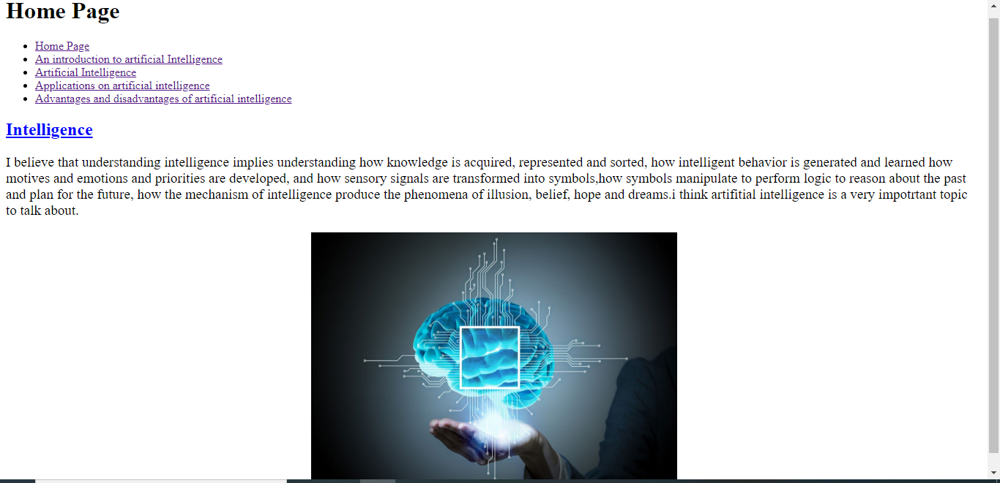 Home Page
Home Page
An introduction to artificial Intelligence
Artificial Intelligence
Applications on artificial intelligence
Advantages and disadvantages of artificial intelligence
Intelligence
I believe that understanding intelligence implies understanding how knowledge is acquired, represented and sorted, how intelligent behavior is generated and learned how
motives and emotions and priorities are developed, and how sensory signals are transformed into symbols,how symbols manipulate to perform logic to reason about the past
and plan for the future, how the mechanism of intelligence produce the phenomena of illusion, belief, hope and dreams.i think artifitial intelligence is a very impotrtant topic
to talk about.